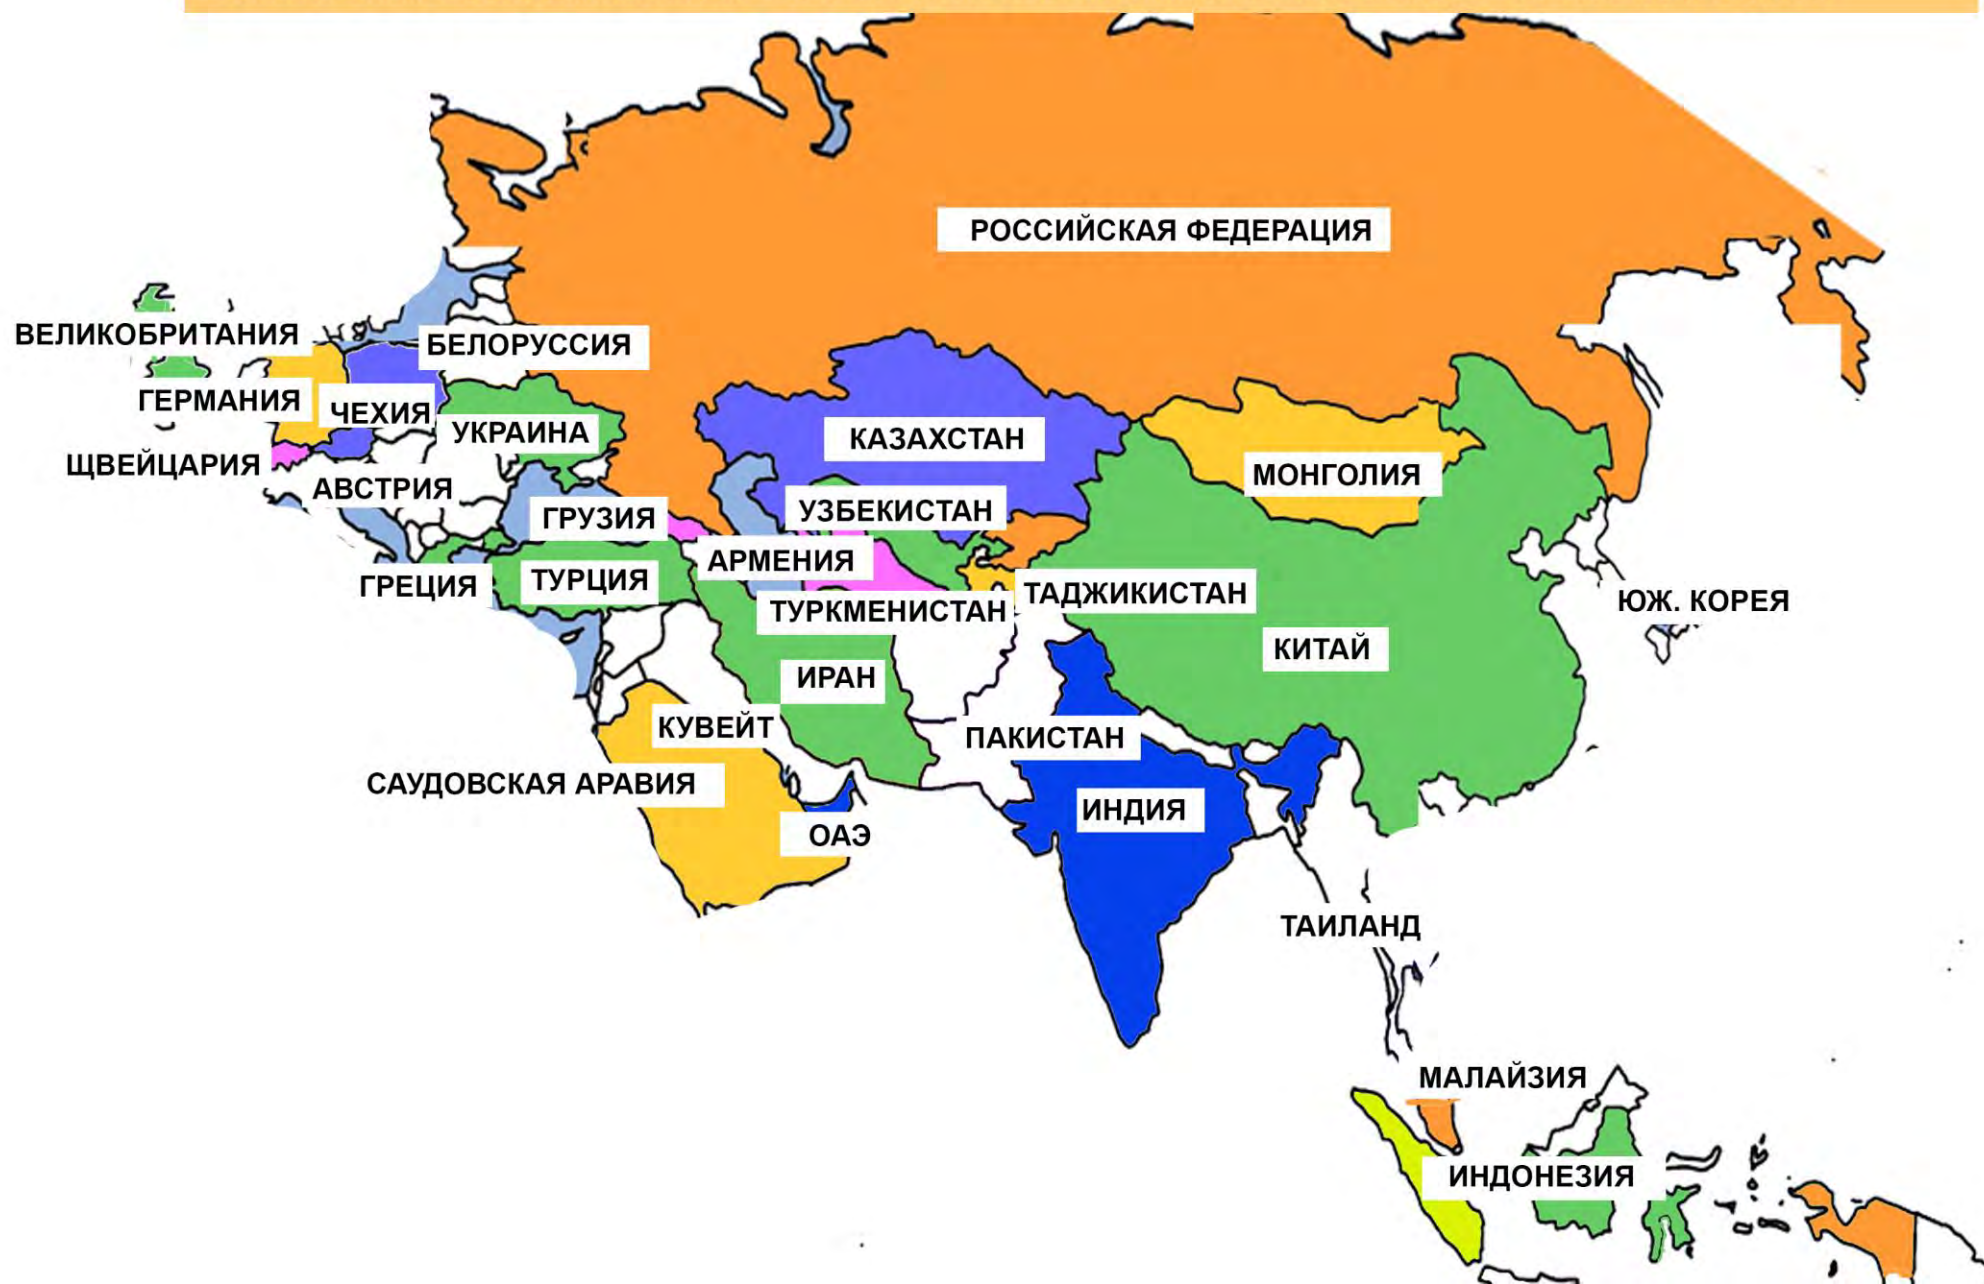 РОССИЙСКАЯ ФЕДЕРАЦИЯ
ВЕЛИКОБРИТАНИЯ
БЕЛОРУССИЯ
ГЕРМАНИЯ
ЧЕХИЯ
УКРАИНА
КАЗАХСТАН
ЩВЕЙЦАРИЯ
МОНГОЛИЯ
АВСТРИЯ
ГРУЗИЯ
УЗБЕКИСТАН
АРМЕНИЯ
ГРЕЦИЯ
ТУРЦИЯ
ТУРКМЕНИСТАН
ТАДЖИКИСТАН
ЮЖ. КОРЕЯ
КИТАЙ
ИРАН
КУВЕЙТ
ПАКИСТАН
САУДОВСКАЯ АРАВИЯ
ИНДИЯ
ОАЭ
ТАИЛАНД
МАЛАЙЗИЯ
ИНДОНЕЗИЯ